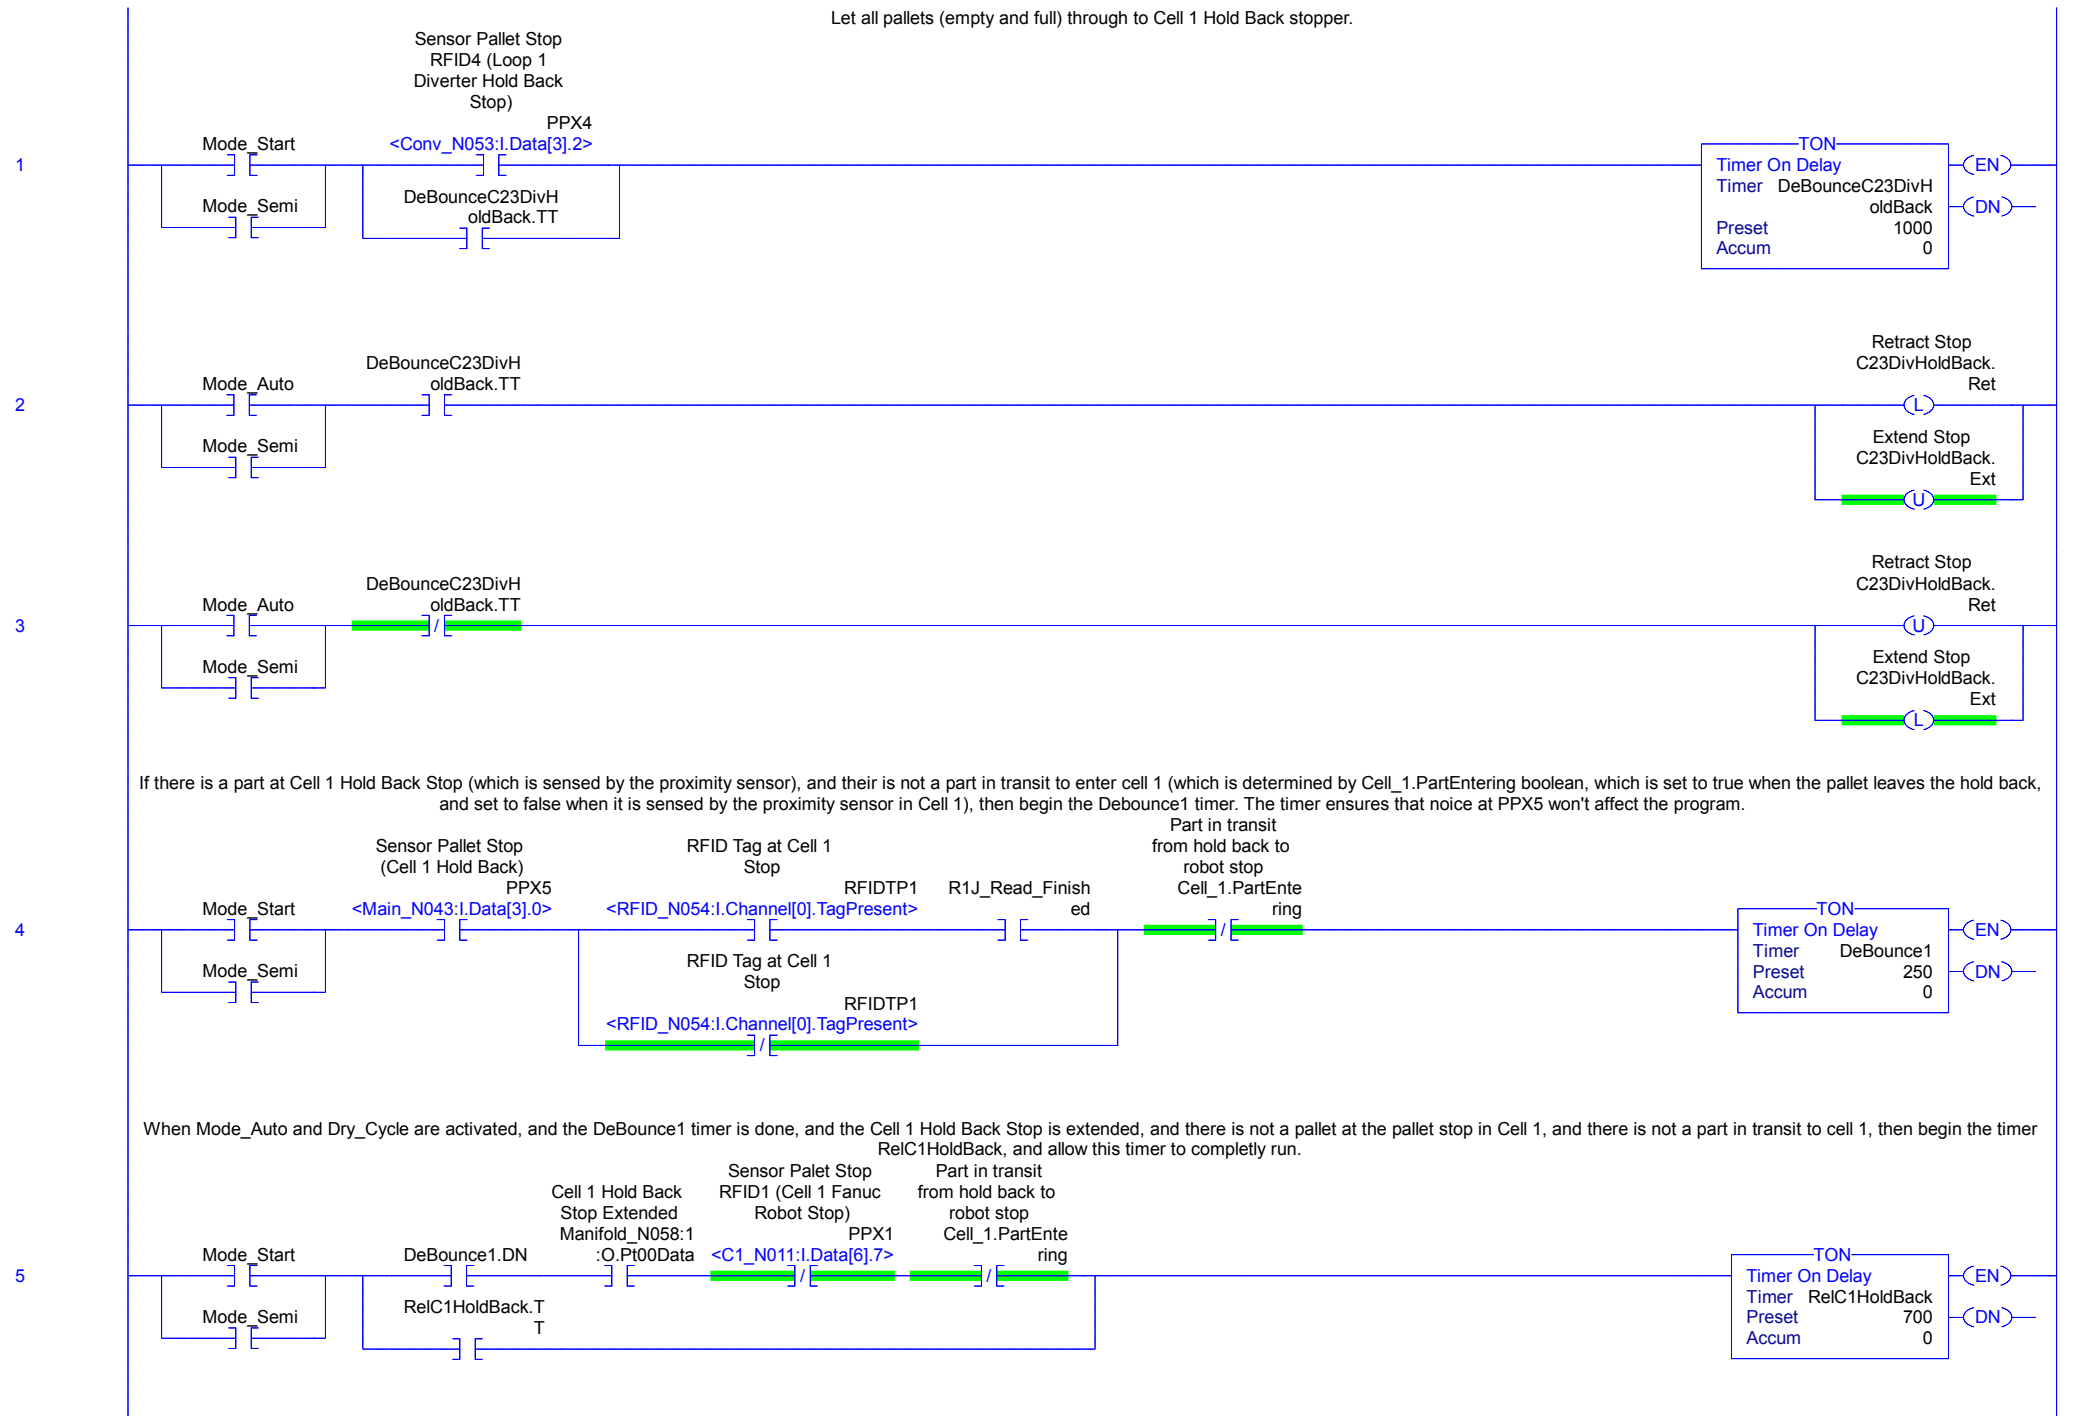 Let all pallets (empty and full) through to Cell 1 Hold Back stopper.
Sensor Pallet Stop
RFID4 (Loop 1
Diverter Hold Back
Stop)
PPX4
Mode_Start
<Conv_N053:I.Data[3].2>
1
Mode_Semi
DeBounceC23DivH
oldBack.TT
TON
Timer On Delay
Timer DeBounceC23DivH
oldBack
Preset 1000
Accum 0
EN
DN
2
Mode_Auto
Mode_Semi
DeBounceC23DivH
oldBack.TT
Retract Stop
C23DivHoldBack.
Ret
L
Extend Stop
C23DivHoldBack.
Ext
U
3
Mode_Auto
Mode_Semi
DeBounceC23DivH
oldBack.TT
/
Retract Stop
C23DivHoldBack.
Ret
U
Extend Stop
C23DivHoldBack.
Ext
L
If there is a part at Cell 1 Hold Back Stop (which is sensed by the proximity sensor), and their is not a part in transit to enter cell 1 (which is determined by Cell_1.PartEntering boolean, which is set to true when the pallet leaves the hold back,
and set to false when it is sensed by the proximity sensor in Cell 1), then begin the Debounce1 timer. The timer ensures that noice at PPX5 won't affect the program.
4
Mode_Start
Mode_Semi
Sensor Pallet Stop
(Cell 1 Hold Back)
PPX5
<Main_N043:I.Data[3].0>
RFID Tag at Cell 1
Stop
RFIDTP1
<RFID_N054:I.Channel[0].TagPresent>
R1J_Read_Finish
ed
RFID Tag at Cell 1
Stop
RFIDTP1
<RFID_N054:I.Channel[0].TagPresent>
/
Part in transit
from hold back to
robot stop
Cell_1.PartEnte
ring
/
TON
Timer On Delay
Timer DeBounce1
Preset 250
Accum 0
EN
DN
When Mode_Auto and Dry_Cycle are activated, and the DeBounce1 timer is done, and the Cell 1 Hold Back Stop is extended, and there is not a pallet at the pallet stop in Cell 1, and there is not a part in transit to cell 1, then begin the timer
RelC1HoldBack, and allow this timer to completly run.
5
Mode_Start
Mode_Semi
DeBounce1.DN
RelC1HoldBack.T
T
Cell 1 Hold Back
Stop Extended
Manifold_N058:1
:O.Pt00Data
Sensor Palet Stop
RFID1 (Cell 1 Fanuc
Robot Stop)
PPX1
<C1_N011:I.Data[6].7>
/
Part in transit
from hold back to
robot stop
Cell_1.PartEnte
ring
/
TON
Timer On Delay
Timer RelC1HoldBack
Preset 700
Accum 0
EN
DN